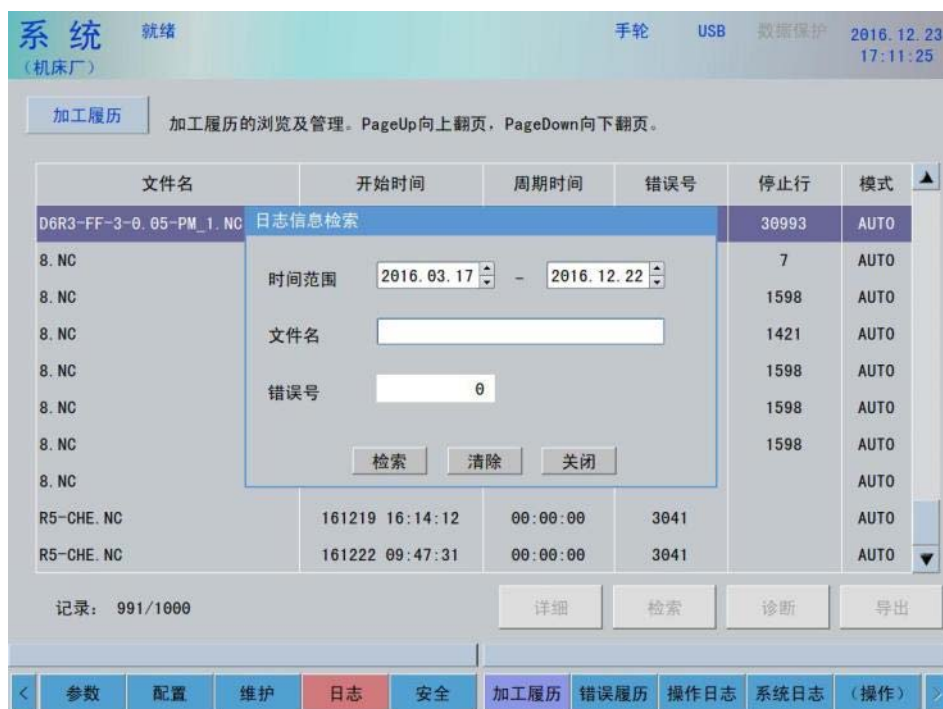 系 统 就绪 手轮 USB 数据保护 2016.12.23
(机床厂) 17:11:25
加工履历 加工履历的浏览及管理。PageUp向上翻页，PageDown向下翻页。
文件名 开始时间 周期时间 错误号 停止行 模式
D6R3-FF-3-0.05-PM_1.NC 30993 AUTO
日志信息检索
8.NC 7 AUTO
时间范围 2016.03.17 - 2016.12.22
8.NC 1598 AUTO
文件名
8.NC 1421 AUTO
8.NC 1598 AUTO
错误号 0
8.NC 1598 AUTO
8.NC 1598 AUTO
检索 清除 关闭
8.NC AUTO
R5-CHE.NC 161219 16:14:12 00:00:00 3041 AUTO
R5-CHE.NC 161222 09:47:31 00:00:00 3041 AUTO
记录： 991/1000 详细 检索 诊断 导出
< 参数 配置 维护 日志 安全 加工履历 错误履历 操作日志 系统日志 (操作) >